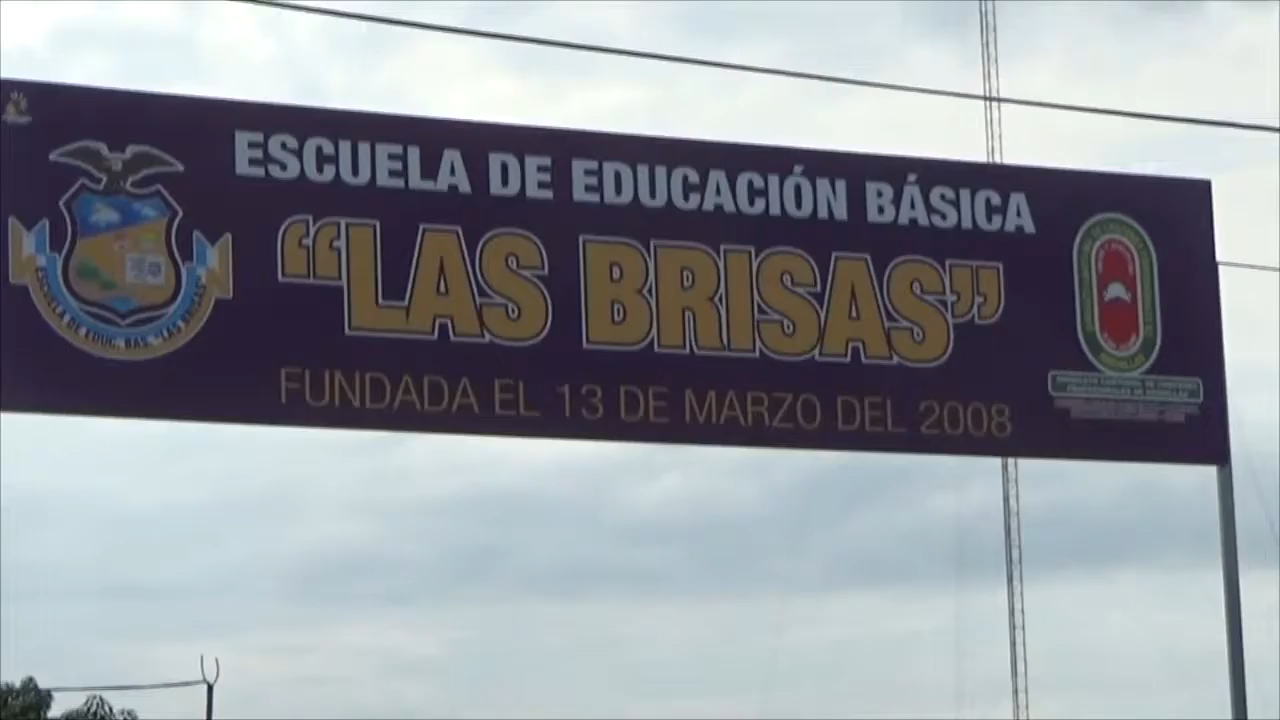 ESCUELA DE EDUCACIÓN BÁSICA
“LAS BRISAS”
FUNDADA EL 13 DE MARZO DEL 2008
ESCUELA DE EDUC. BAS. "LAS BRISAS"